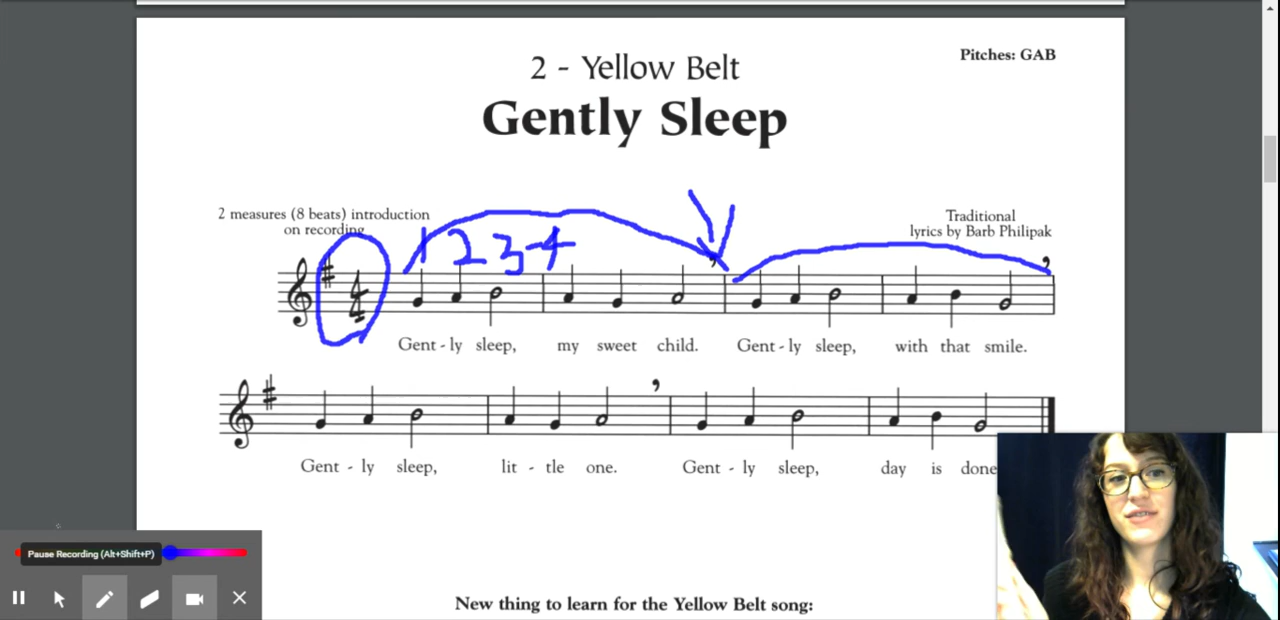 Pitches: GAB
2 - Yellow Belt
Gently Sleep
2 measures (8 beats) introduction
on recording
Traditional
lyrics by Barb Philipak
1 2 3 4
4
4
Gent - ly sleep, my sweet child. Gent - ly sleep, with that smile.
Gent - ly sleep, lit - tle one. Gent - ly sleep, day is done
Pause Recording (Alt+Shift+P)
New thing to learn for the Yellow Belt song: